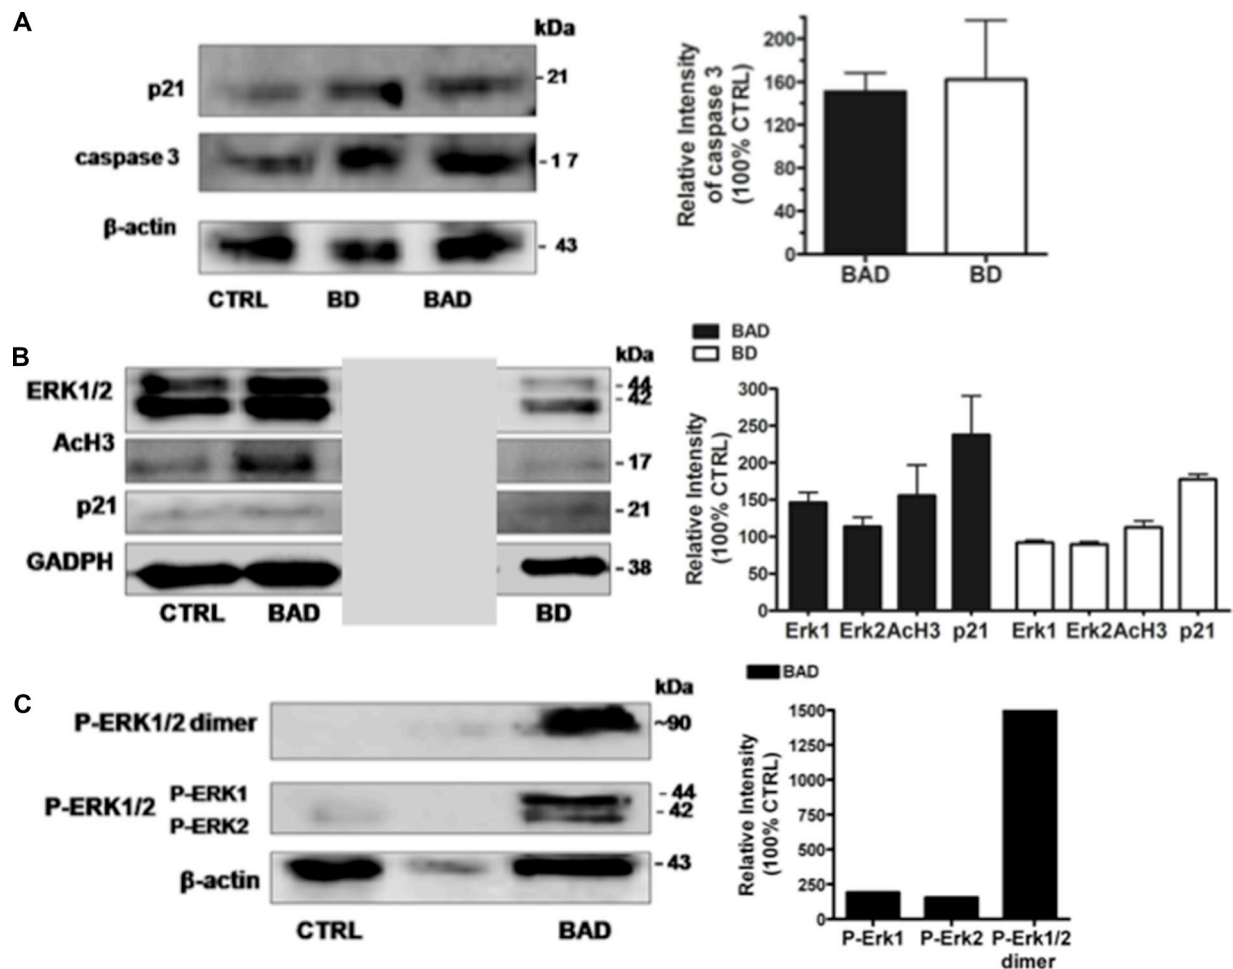 A
kDa
p21
- 21
caspase 3
- 1 7
β-actin
- 43
CTRL BD BAD
Relative Intensity
of caspase 3
(100% CTRL)
200
160
120
80
40
0
BAD BD
B
kDa
ERK1/2
- 44
- 42
AcH3
- 17
p21
- 21
GADPH
- 38
CTRL BAD BD
BAD
BD
Relative Intensity
(100% CTRL)
300
250
200
150
100
50
0
Erk1 Erk2 AcH3 p21 Erk1 Erk2 AcH3 p21
C
kDa
P-ERK1/2 dimer
~90
P-ERK1/2
P-ERK1
- 44
P-ERK2
- 42
β-actin
- 43
CTRL BAD
BAD
Relative Intensity
(100% CTRL)
1500
1250
1000
750
500
250
0
P-Erk1 P-Erk2 P-Erk1/2
dimer